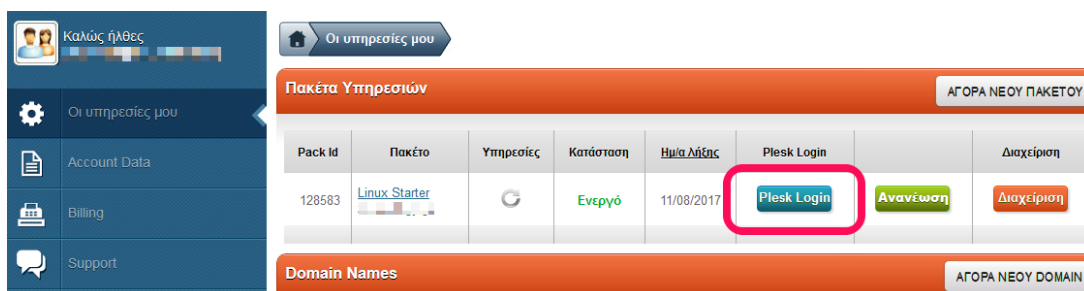 Καλώς ήλθες
Οι υπηρεσίες μου
Account Data
Billing
Support
Οι υπηρεσίες μου
Πακέτα Υπηρεσιών
ΑΓΟΡΑ ΝΕΟΥ ΠΑΚΕΤΟΥ
Pack Id Πακέτο Υπηρεσίες Κατάσταση Ημ/α Λήξης Plesk Login Διαχείριση
128583 Linux Starter Ενεργό 11/08/2017 Plesk Login Ανανέωση Διαχείριση
Domain Names
ΑΓΟΡΑ ΝΕΟΥ DOMAIN